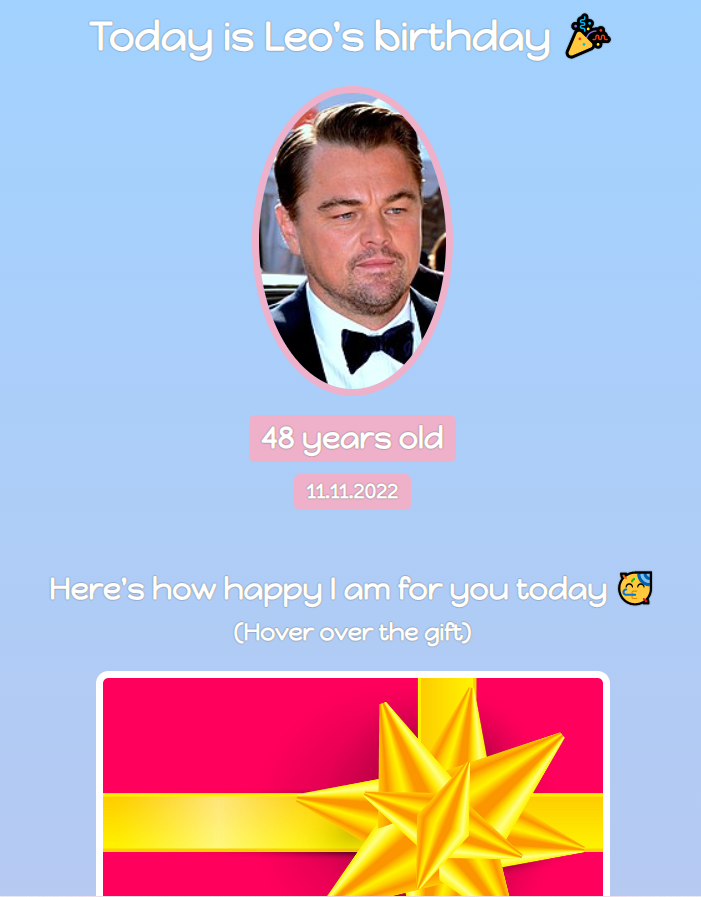 Today is Leo's birthday 🎉
48 years old
11.11.2022
Here's how happy I am for you today 🥳
(Hover over the gift)